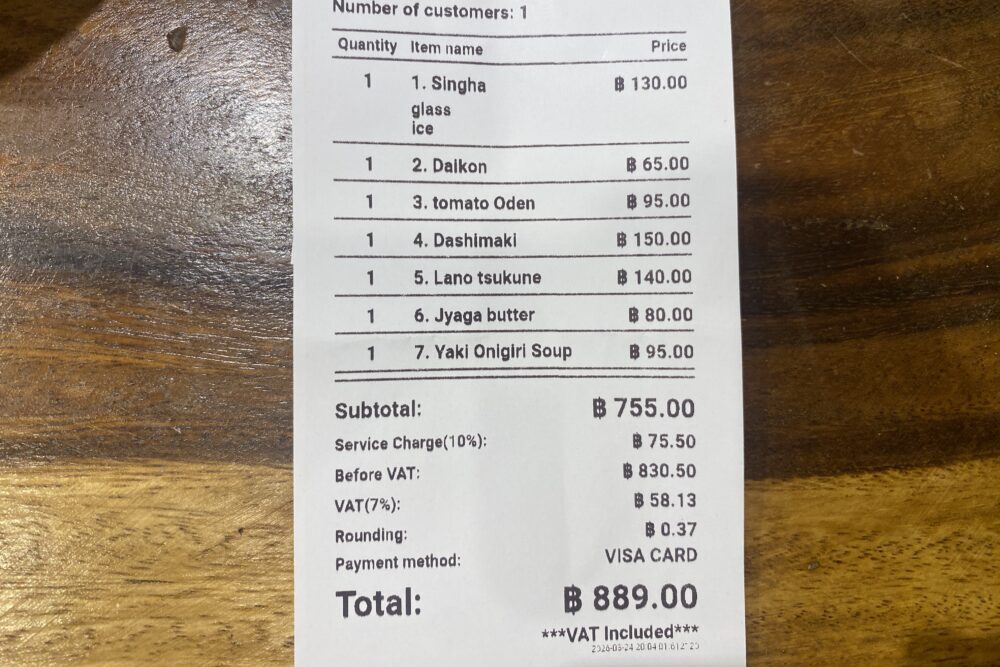 Number of customers: 1
Quantity Item name Price
1 1. Singha ฿ 130.00
glass
ice
1 2. Daikon ฿ 65.00
1 3. tomato Oden ฿ 95.00
1 4. Dashimaki ฿ 150.00
1 5. Lano tsukune ฿ 140.00
1 6. Jyaga butter ฿ 80.00
1 7. Yaki Onigiri Soup ฿ 95.00
Subtotal: ฿ 755.00
Service Charge(10%): ฿ 75.50
Before VAT: ฿ 830.50
VAT(7%): ฿ 58.13
Rounding: ฿ 0.37
Payment method: VISA CARD
Total: ฿ 889.00
***VAT Included***